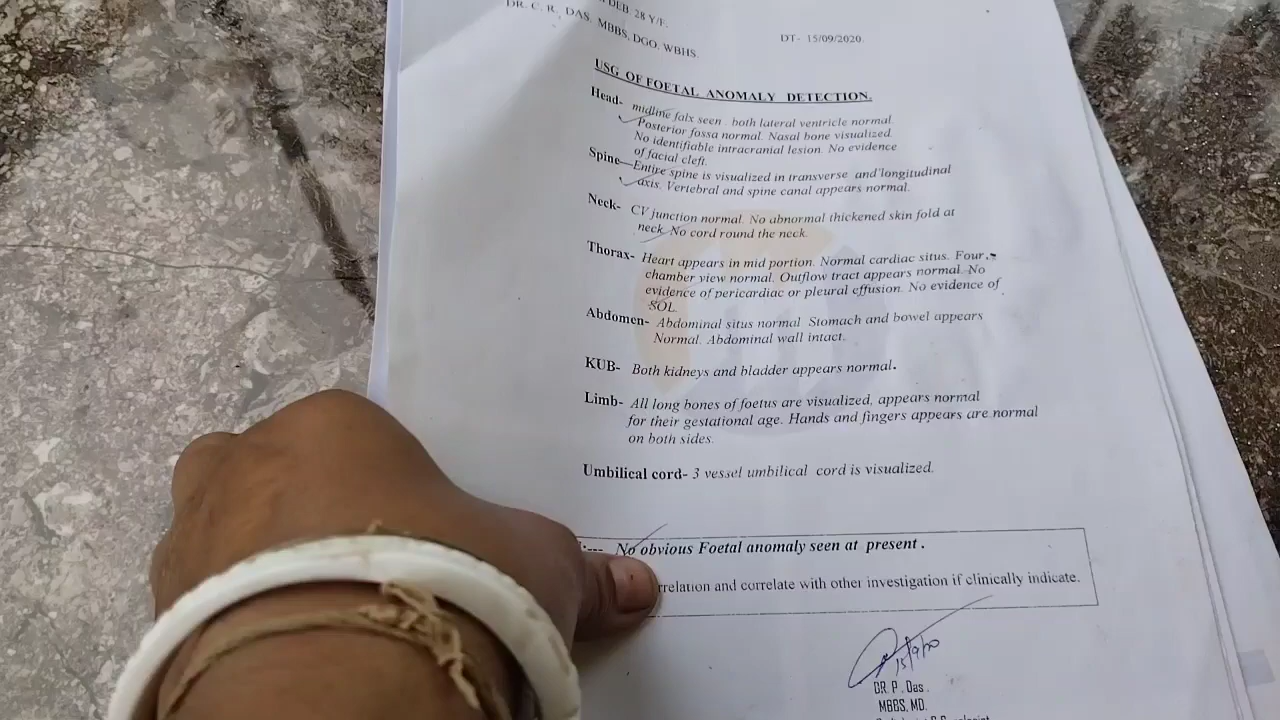 DEB. 28 Y/F.
DR. C. R. DAS. MBBS, DGO. WBHS.
DT- 15/09/2020.
USG OF FOETAL ANOMALY DETECTION.
Head- midline falx seen both lateral ventricle normal.
Posterior fossa normal. Nasal bone visualized.
No identifiable intracranial lesion. No evidence
of facial cleft.
Spine—Entire spine is visualized in transverse and longitudinal
axis. Vertebral and spine canal appears normal.
Neck- CV junction normal. No abnormal thickened skin fold at
neck. No cord round the neck.
Thorax- Heart appears in mid portion. Normal cardiac situs. Four
chamber view normal. Outflow tract appears normal. No
evidence of pericardiac or pleural effusion. No evidence of
SOL.
Abdomen- Abdominal situs normal Stomach and bowel appears
Normal. Abdominal wall intact.
KUB- Both kidneys and bladder appears normal.
Limb- All long bones of foetus are visualized, appears normal
for their gestational age. Hands and fingers appears are normal
on both sides.
Umbilical cord- 3 vessel umbilical cord is visualized.
:--- No obvious Foetal anomaly seen at present .
rrelation and correlate with other investigation if clinically indicate.
15/9/20
DR. P . Das .
MBBS, MD.